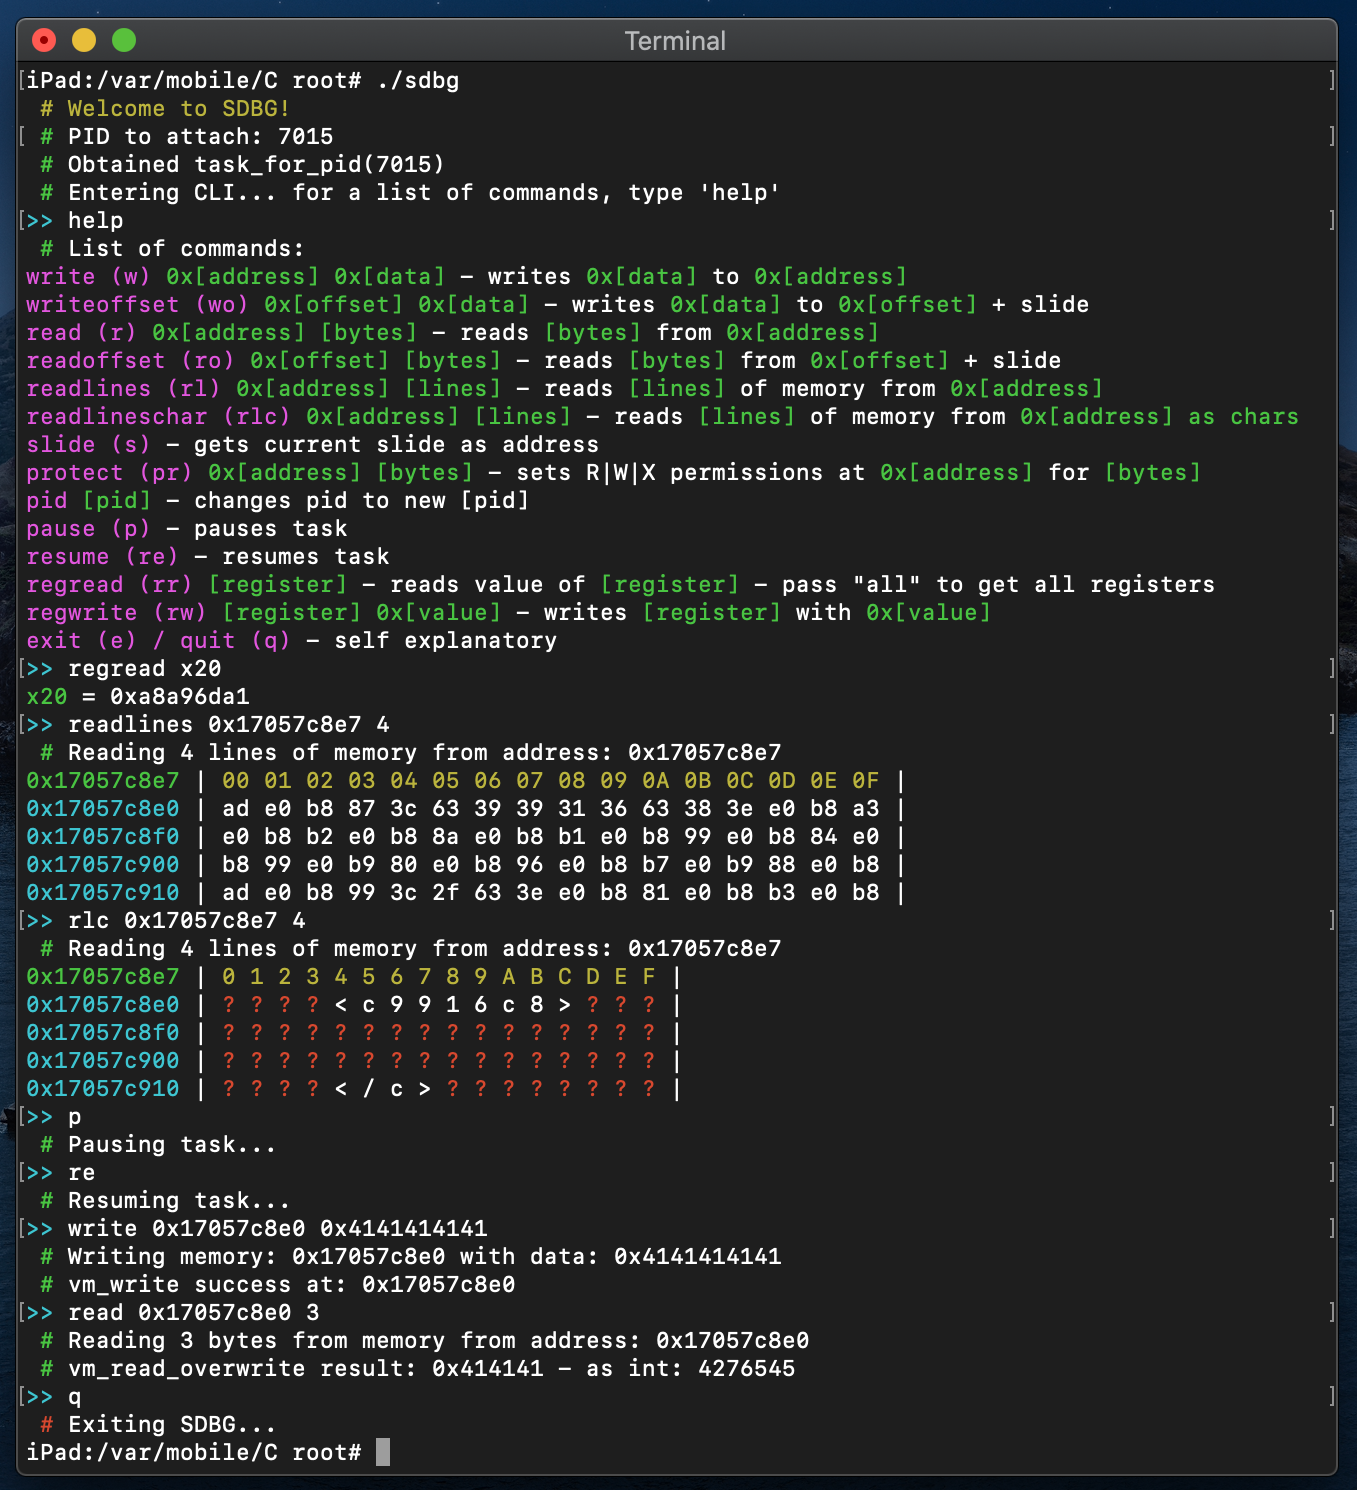 Terminal
[iPad:/var/mobile/C root# ./sdbg ]
# Welcome to SDBG!
[ # PID to attach: 7015 ]
# Obtained task_for_pid(7015)
# Entering CLI... for a list of commands, type 'help'
[>> help ]
# List of commands:
write (w) 0x[address] 0x[data] – writes 0x[data] to 0x[address]
writeoffset (wo) 0x[offset] 0x[data] – writes 0x[data] to 0x[offset] + slide
read (r) 0x[address] [bytes] – reads [bytes] from 0x[address]
readoffset (ro) 0x[offset] [bytes] – reads [bytes] from 0x[offset] + slide
readlines (rl) 0x[address] [lines] – reads [lines] of memory from 0x[address]
readlineschar (rlc) 0x[address] [lines] – reads [lines] of memory from 0x[address] as chars
slide (s) – gets current slide as address
protect (pr) 0x[address] [bytes] – sets R|W|X permissions at 0x[address] for [bytes]
pid [pid] – changes pid to new [pid]
pause (p) – pauses task
resume (re) – resumes task
regread (rr) [register] – reads value of [register] – pass "all" to get all registers
regwrite (rw) [register] 0x[value] – writes [register] with 0x[value]
exit (e) / quit (q) – self explanatory
[>> regread x20 ]
x20 = 0xa8a96da1
[>> readlines 0x17057c8e7 4 ]
# Reading 4 lines of memory from address: 0x17057c8e7
0x17057c8e7 | 00 01 02 03 04 05 06 07 08 09 0A 0B 0C 0D 0E 0F |
0x17057c8e0 | ad e0 b8 87 3c 63 39 39 31 36 63 38 3e e0 b8 a3 |
0x17057c8f0 | e0 b8 b2 e0 b8 8a e0 b8 b1 e0 b8 99 e0 b8 84 e0 |
0x17057c900 | b8 99 e0 b9 80 e0 b8 96 e0 b8 b7 e0 b9 88 e0 b8 |
0x17057c910 | ad e0 b8 99 3c 2f 63 3e e0 b8 81 e0 b8 b3 e0 b8 |
[>> rlc 0x17057c8e7 4 ]
# Reading 4 lines of memory from address: 0x17057c8e7
0x17057c8e7 | 0 1 2 3 4 5 6 7 8 9 A B C D E F |
0x17057c8e0 | ? ? ? ? < c 9 9 1 6 c 8 > ? ? ? |
0x17057c8f0 | ? ? ? ? ? ? ? ? ? ? ? ? ? ? ? ? |
0x17057c900 | ? ? ? ? ? ? ? ? ? ? ? ? ? ? ? ? |
0x17057c910 | ? ? ? ? < / c > ? ? ? ? ? ? ? ? |
[>> p ]
# Pausing task...
[>> re ]
# Resuming task...
[>> write 0x17057c8e0 0x4141414141 ]
# Writing memory: 0x17057c8e0 with data: 0x4141414141
# vm_write success at: 0x17057c8e0
[>> read 0x17057c8e0 3 ]
# Reading 3 bytes from memory from address: 0x17057c8e0
# vm_read_overwrite result: 0x414141 – as int: 4276545
[>> q ]
# Exiting SDBG...
iPad:/var/mobile/C root#